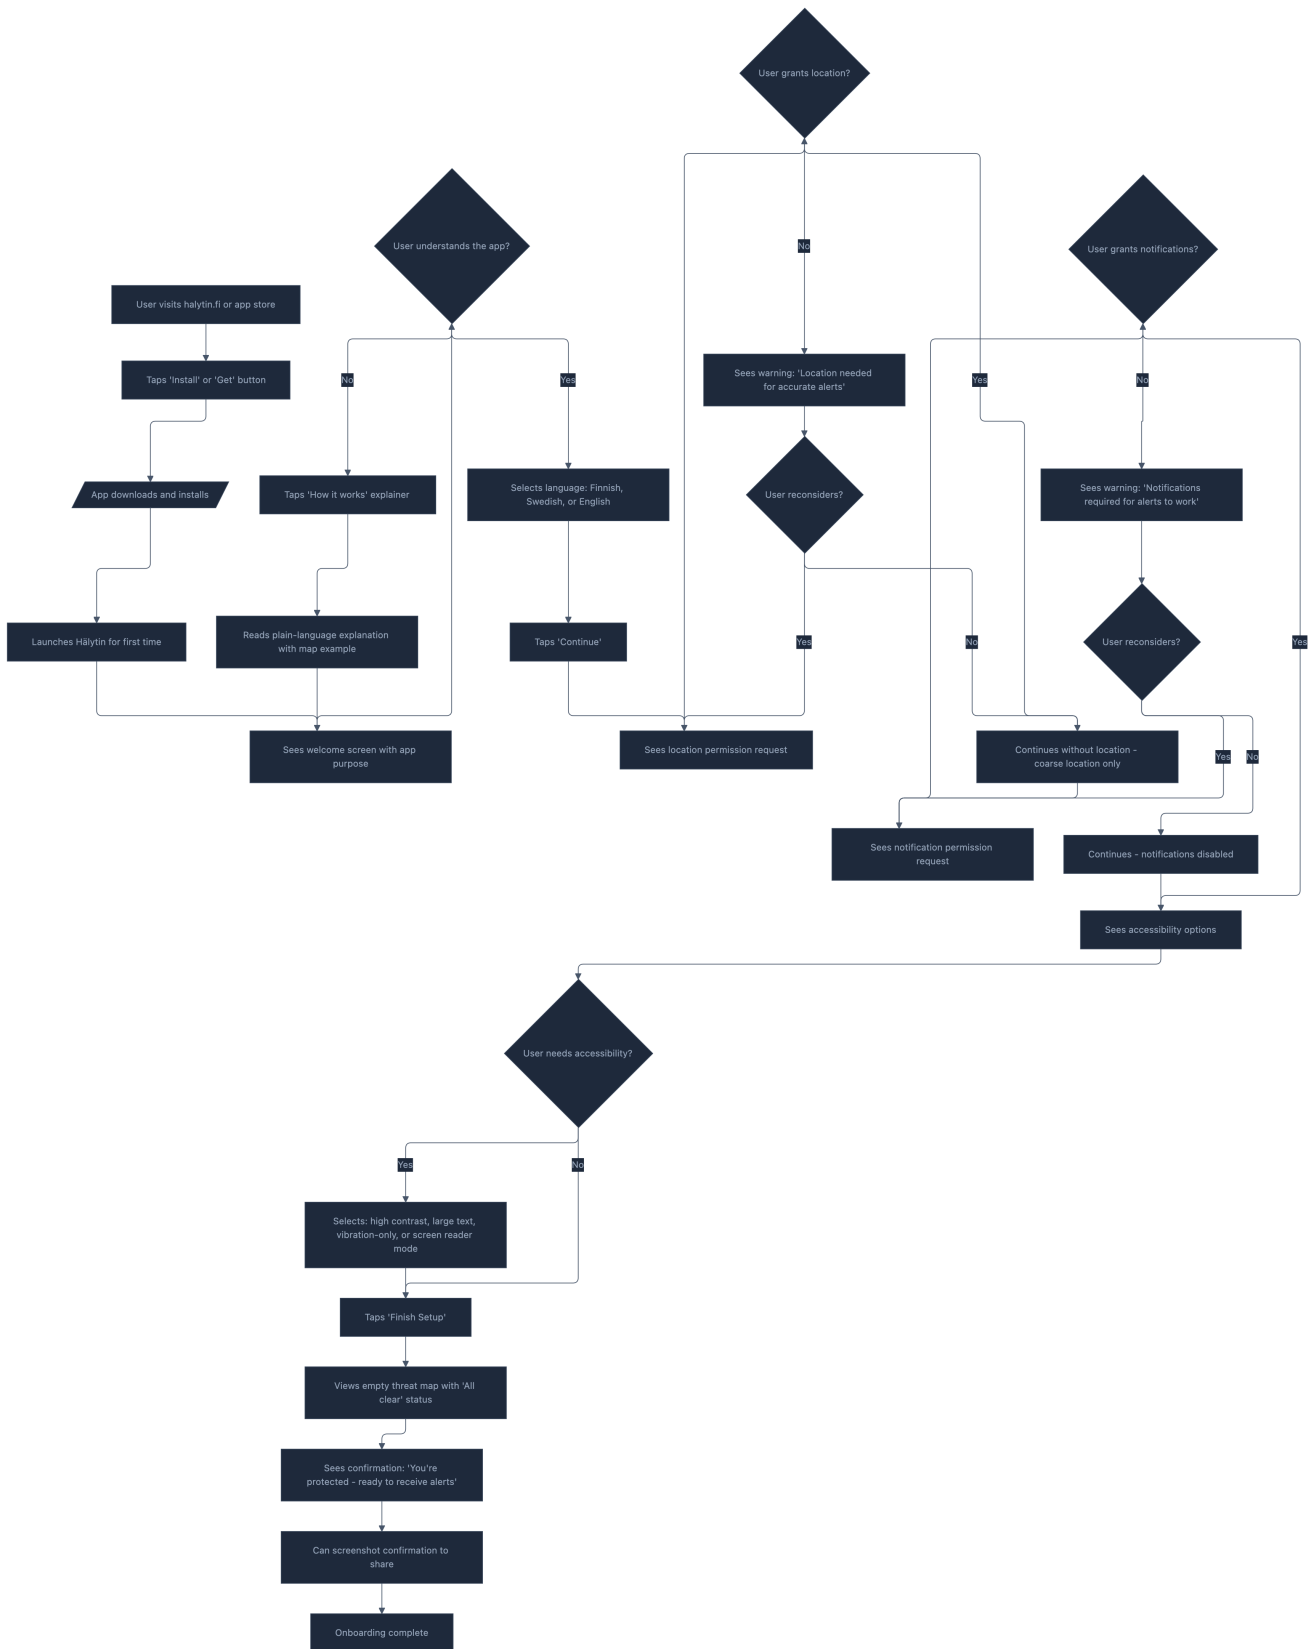 User grants location?
User understands the app?
User grants notifications?
No
User visits halytin.fi or app store
Taps 'Install' or 'Get' button
No
Yes
Sees warning: 'Location needed
for accurate alerts'
Yes
No
App downloads and installs
Taps 'How it works' explainer
Selects language: Finnish,
Swedish, or English
User reconsiders?
Sees warning: 'Notifications
required for alerts to work'
Launches Hälytin for first time
Reads plain-language explanation
with map example
Taps 'Continue'
Yes
No
User reconsiders?
Yes
Sees welcome screen with app
purpose
Sees location permission request
Continues without location -
coarse location only
Yes
No
Sees notification permission
request
Continues - notifications disabled
Sees accessibility options
User needs accessibility?
Yes
No
Selects: high contrast, large text,
vibration-only, or screen reader
mode
Taps 'Finish Setup'
Views empty threat map with 'All
clear' status
Sees confirmation: 'You're
protected - ready to receive alerts'
Can screenshot confirmation to
share
Onboarding complete